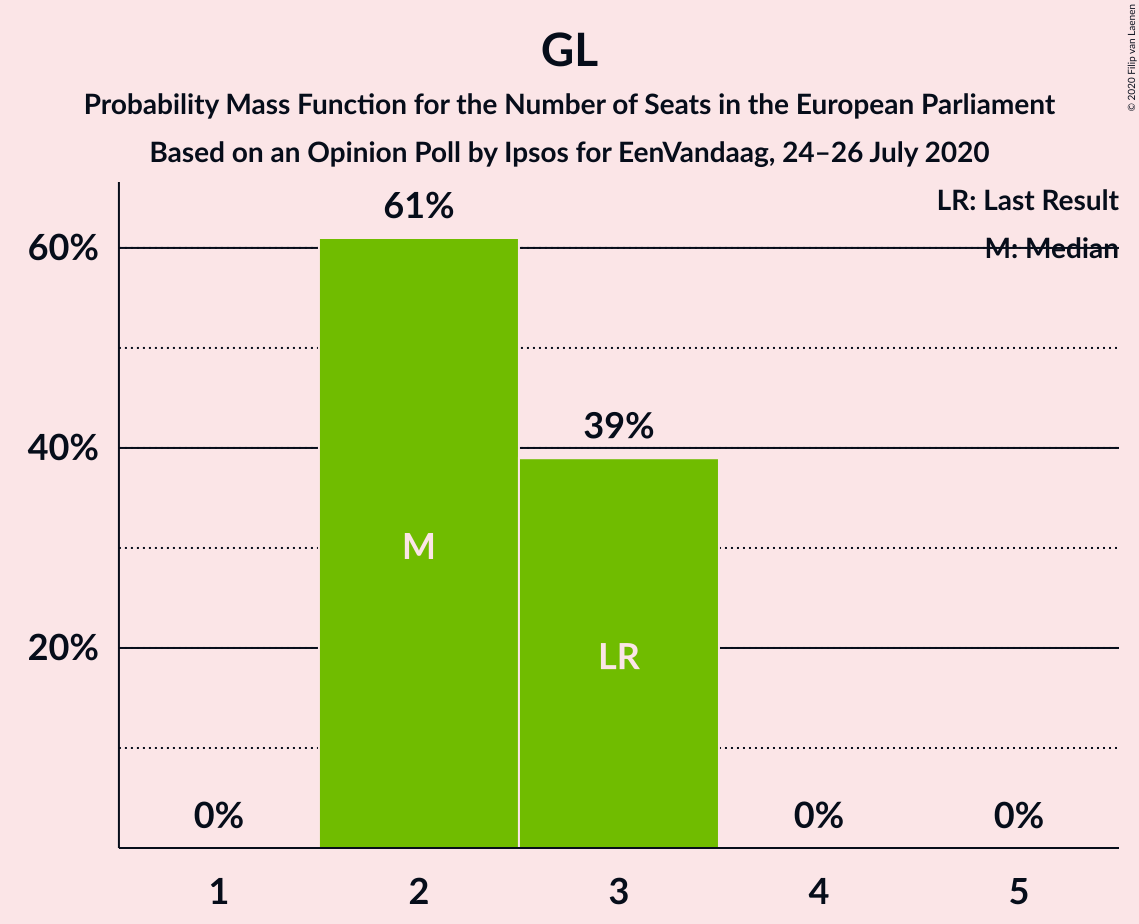 GL
Probability Mass Function for the Number of Seats in the European Parliament
Based on an Opinion Poll by Ipsos for EenVandaag, 24–26 July 2020
© 2020 Filip van Laenen
LR: Last Result
M: Median
61%
60%
39%
40%
M
LR
20%
0%
0%
0%
1
2
3
4
5